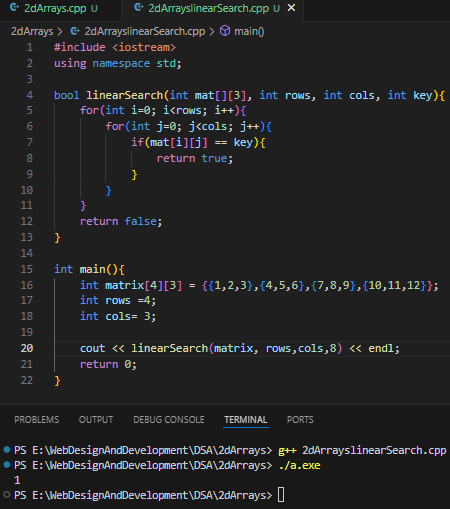 2dArrays.cpp U 2dArrayslinearSearch.cpp U ×
2dArrays > 2dArrayslinearSearch.cpp > main()
1 #include <iostream>
2 using namespace std;
3
4 bool linearSearch(int mat[][3], int rows, int cols, int key){
5 for(int i=0; i<rows; i++){
6 for(int j=0; j<cols; j++){
7 if(mat[i][j] == key){
8 return true;
9 }
10 }
11 }
12 return false;
13 }
14
15 int main(){
16 int matrix[4][3] = {{1,2,3},{4,5,6},{7,8,9},{10,11,12}};
17 int rows =4;
18 int cols= 3;
19
20 cout << linearSearch(matrix, rows,cols,8) << endl;
21 return 0;
22 }
PROBLEMS OUTPUT DEBUG CONSOLE TERMINAL PORTS
PS E:\WebDesignAndDevelopment\DSA\2dArrays> g++ 2dArrayslinearSearch.cpp
PS E:\WebDesignAndDevelopment\DSA\2dArrays> ./a.exe
1
PS E:\WebDesignAndDevelopment\DSA\2dArrays>